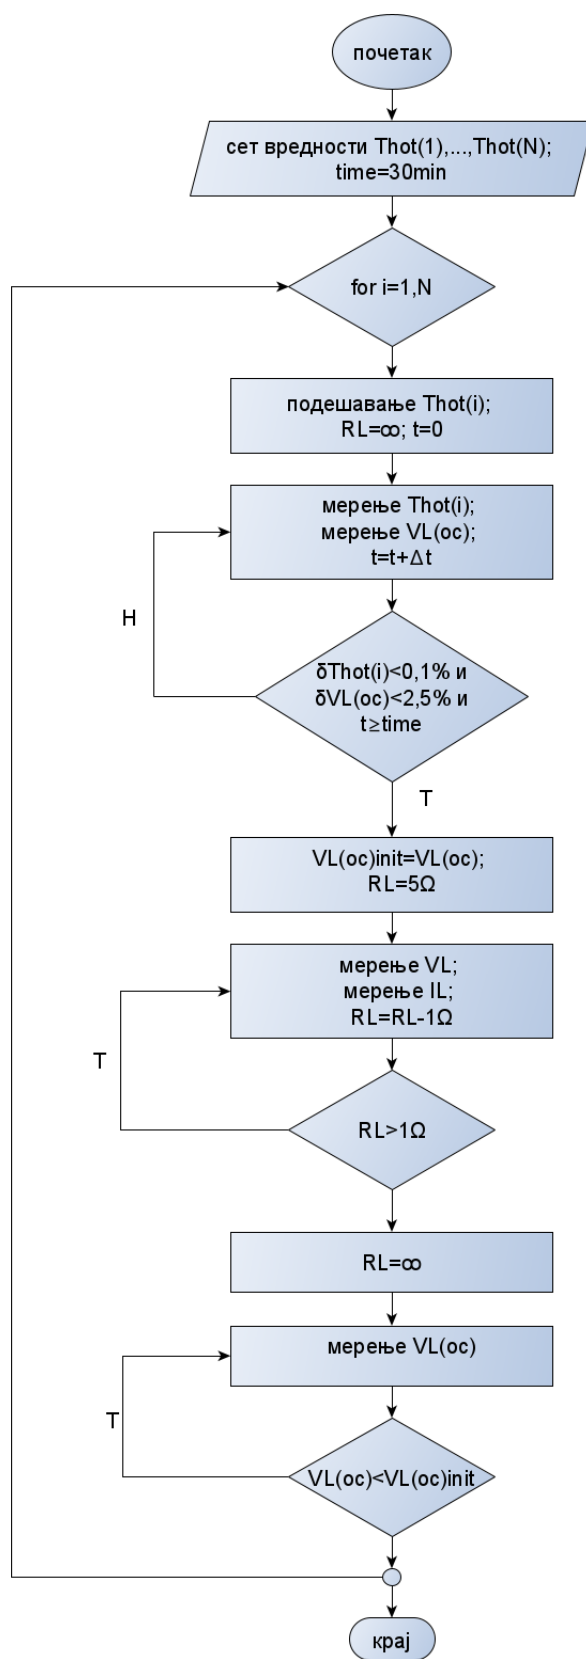 почетак
сет вредности Thot(1),...,Thot(N);
time=30min
for i=1,N
подешавање Thot(i);
RL=∞; t=0
мерење Thot(i);
мерење VL(oc);
t=t+Δt
Н
δThot(i)<0,1% и
δVL(oc)<2,5% и
t≥time
Т
VL(oc)init=VL(oc);
RL=5Ω
мерење VL;
мерење IL;
RL=RL-1Ω
Т
RL>1Ω
RL=∞
мерење VL(oc)
Т
VL(oc)<VL(oc)init
крај